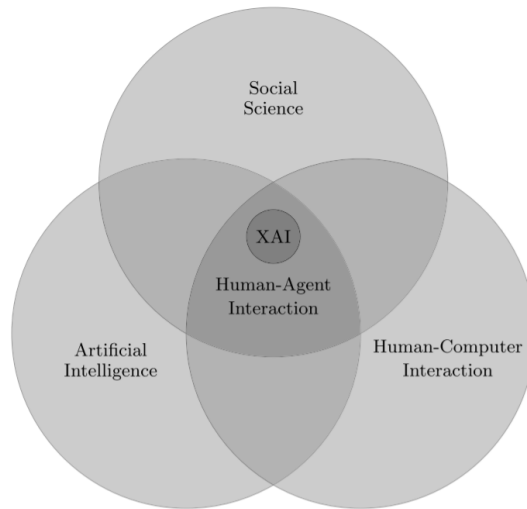 Social
Science
XAI
Human-Agent
Interaction
Artificial
Intelligence
Human-Computer
Interaction